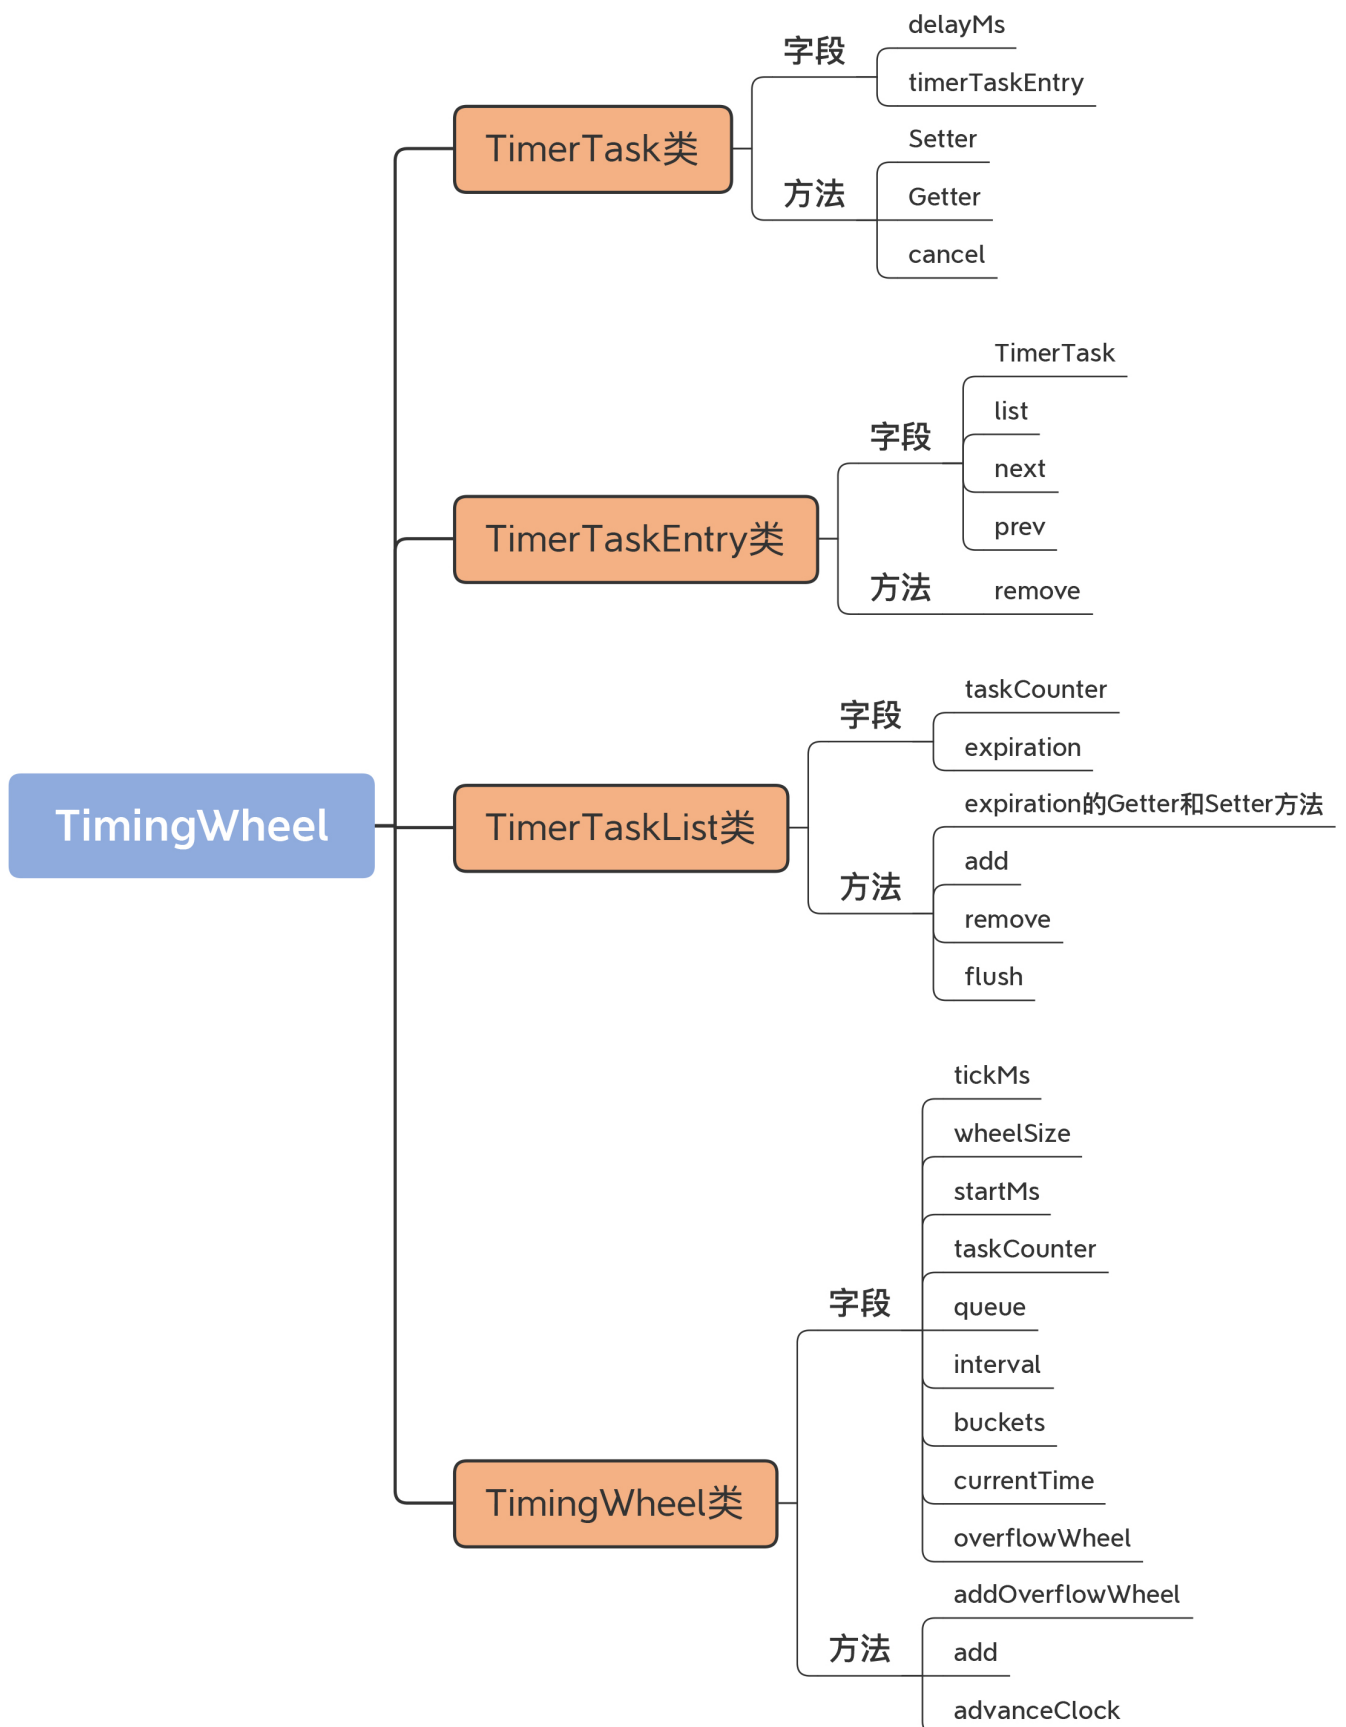 TimingWheel
TimerTask类
字段
delayMs
timerTaskEntry
方法
Setter
Getter
cancel
TimerTaskEntry类
字段
TimerTask
list
next
prev
方法
remove
TimerTaskList类
字段
taskCounter
expiration
方法
expiration的Getter和Setter方法
add
remove
flush
TimingWheel类
字段
tickMs
wheelSize
startMs
taskCounter
queue
interval
buckets
currentTime
overflowWheel
方法
addOverflowWheel
add
advanceClock